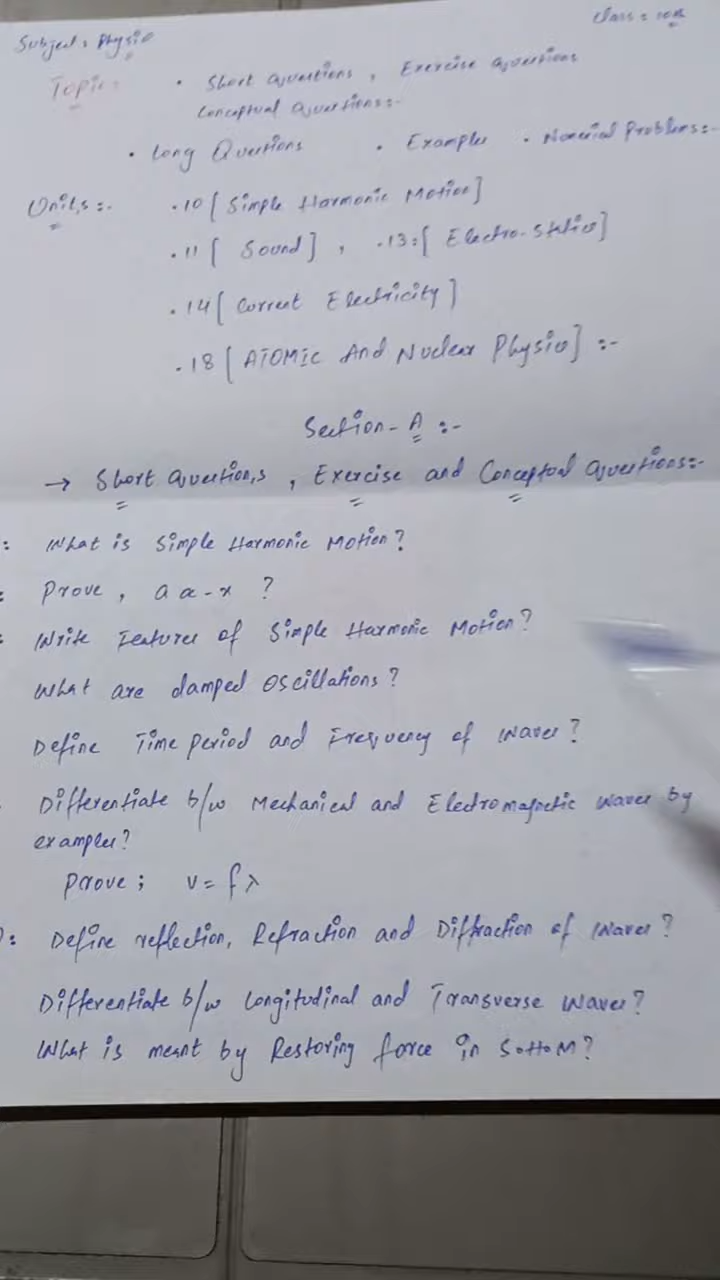 Subject: Physics
Class: 10th
Topic:
• Short Questions, Exercise Questions
Conceptual Questions:-
• Long Questions • Examples • Numerical Problems:-
Units:- .10 [Simple Harmonic Motion]
.11 [Sound], .13:[Electro-Statics]
.14 [Current Electricity]
.18 [ATOMIC And Nuclear Physics] :-
Section-A :-
→ Short Questions, Exercise and Conceptual Questions:-
: What is Simple Harmonic Motion?
: Prove, a α -x ?
: Write Features of Simple Harmonic Motion?
What are damped Oscillations?
Define Time period and Frequency of Waves?
Differentiate b/w Mechanical and Electromagnetic Waves by
examples?
Prove; v = fλ
: Define reflection, Refraction and Diffraction of Waves?
Differentiate b/w Longitudinal and Transverse Waves?
What is meant by Restoring force in